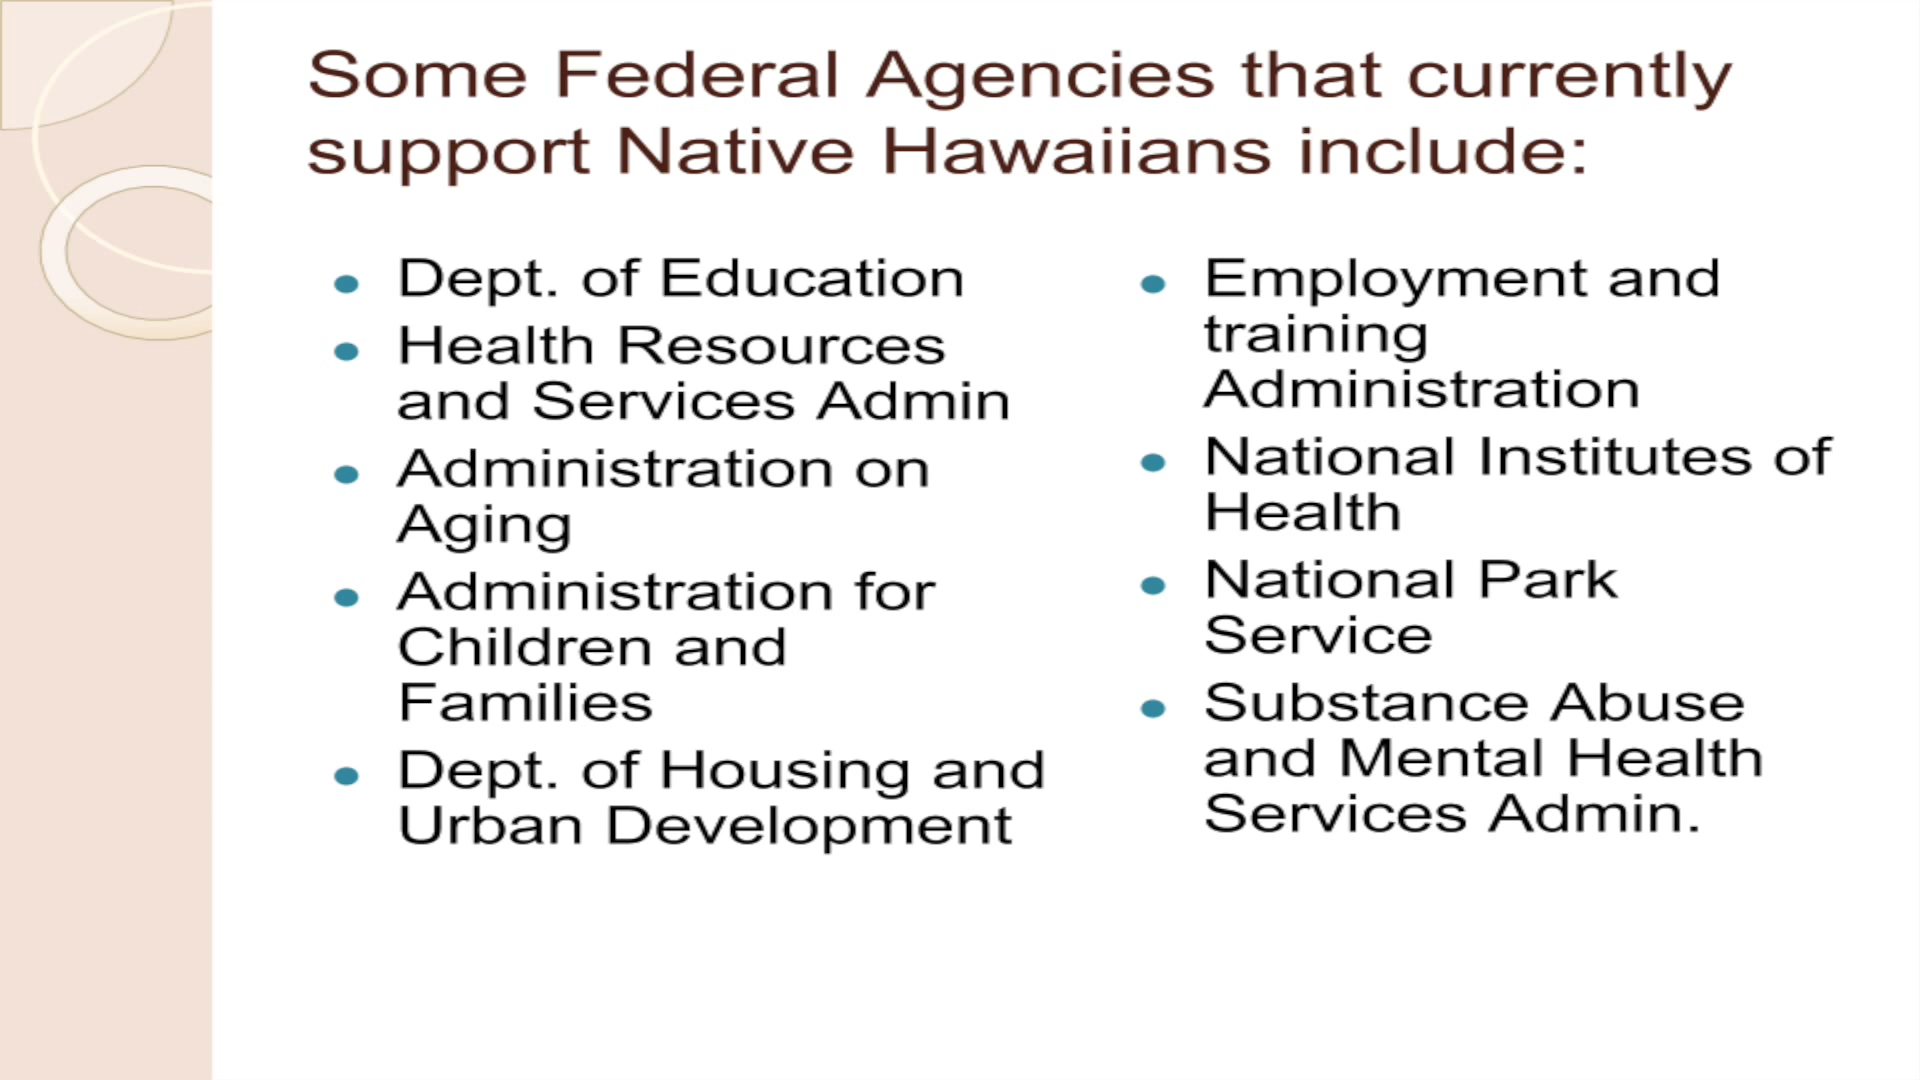 Some Federal Agencies that currently
support Native Hawaiians include:
• Dept. of Education
• Health Resources
and Services Admin
• Administration on
Aging
• Administration for
Children and
Families
• Dept. of Housing and
Urban Development
• Employment and
training
Administration
• National Institutes of
Health
• National Park
Service
• Substance Abuse
and Mental Health
Services Admin.